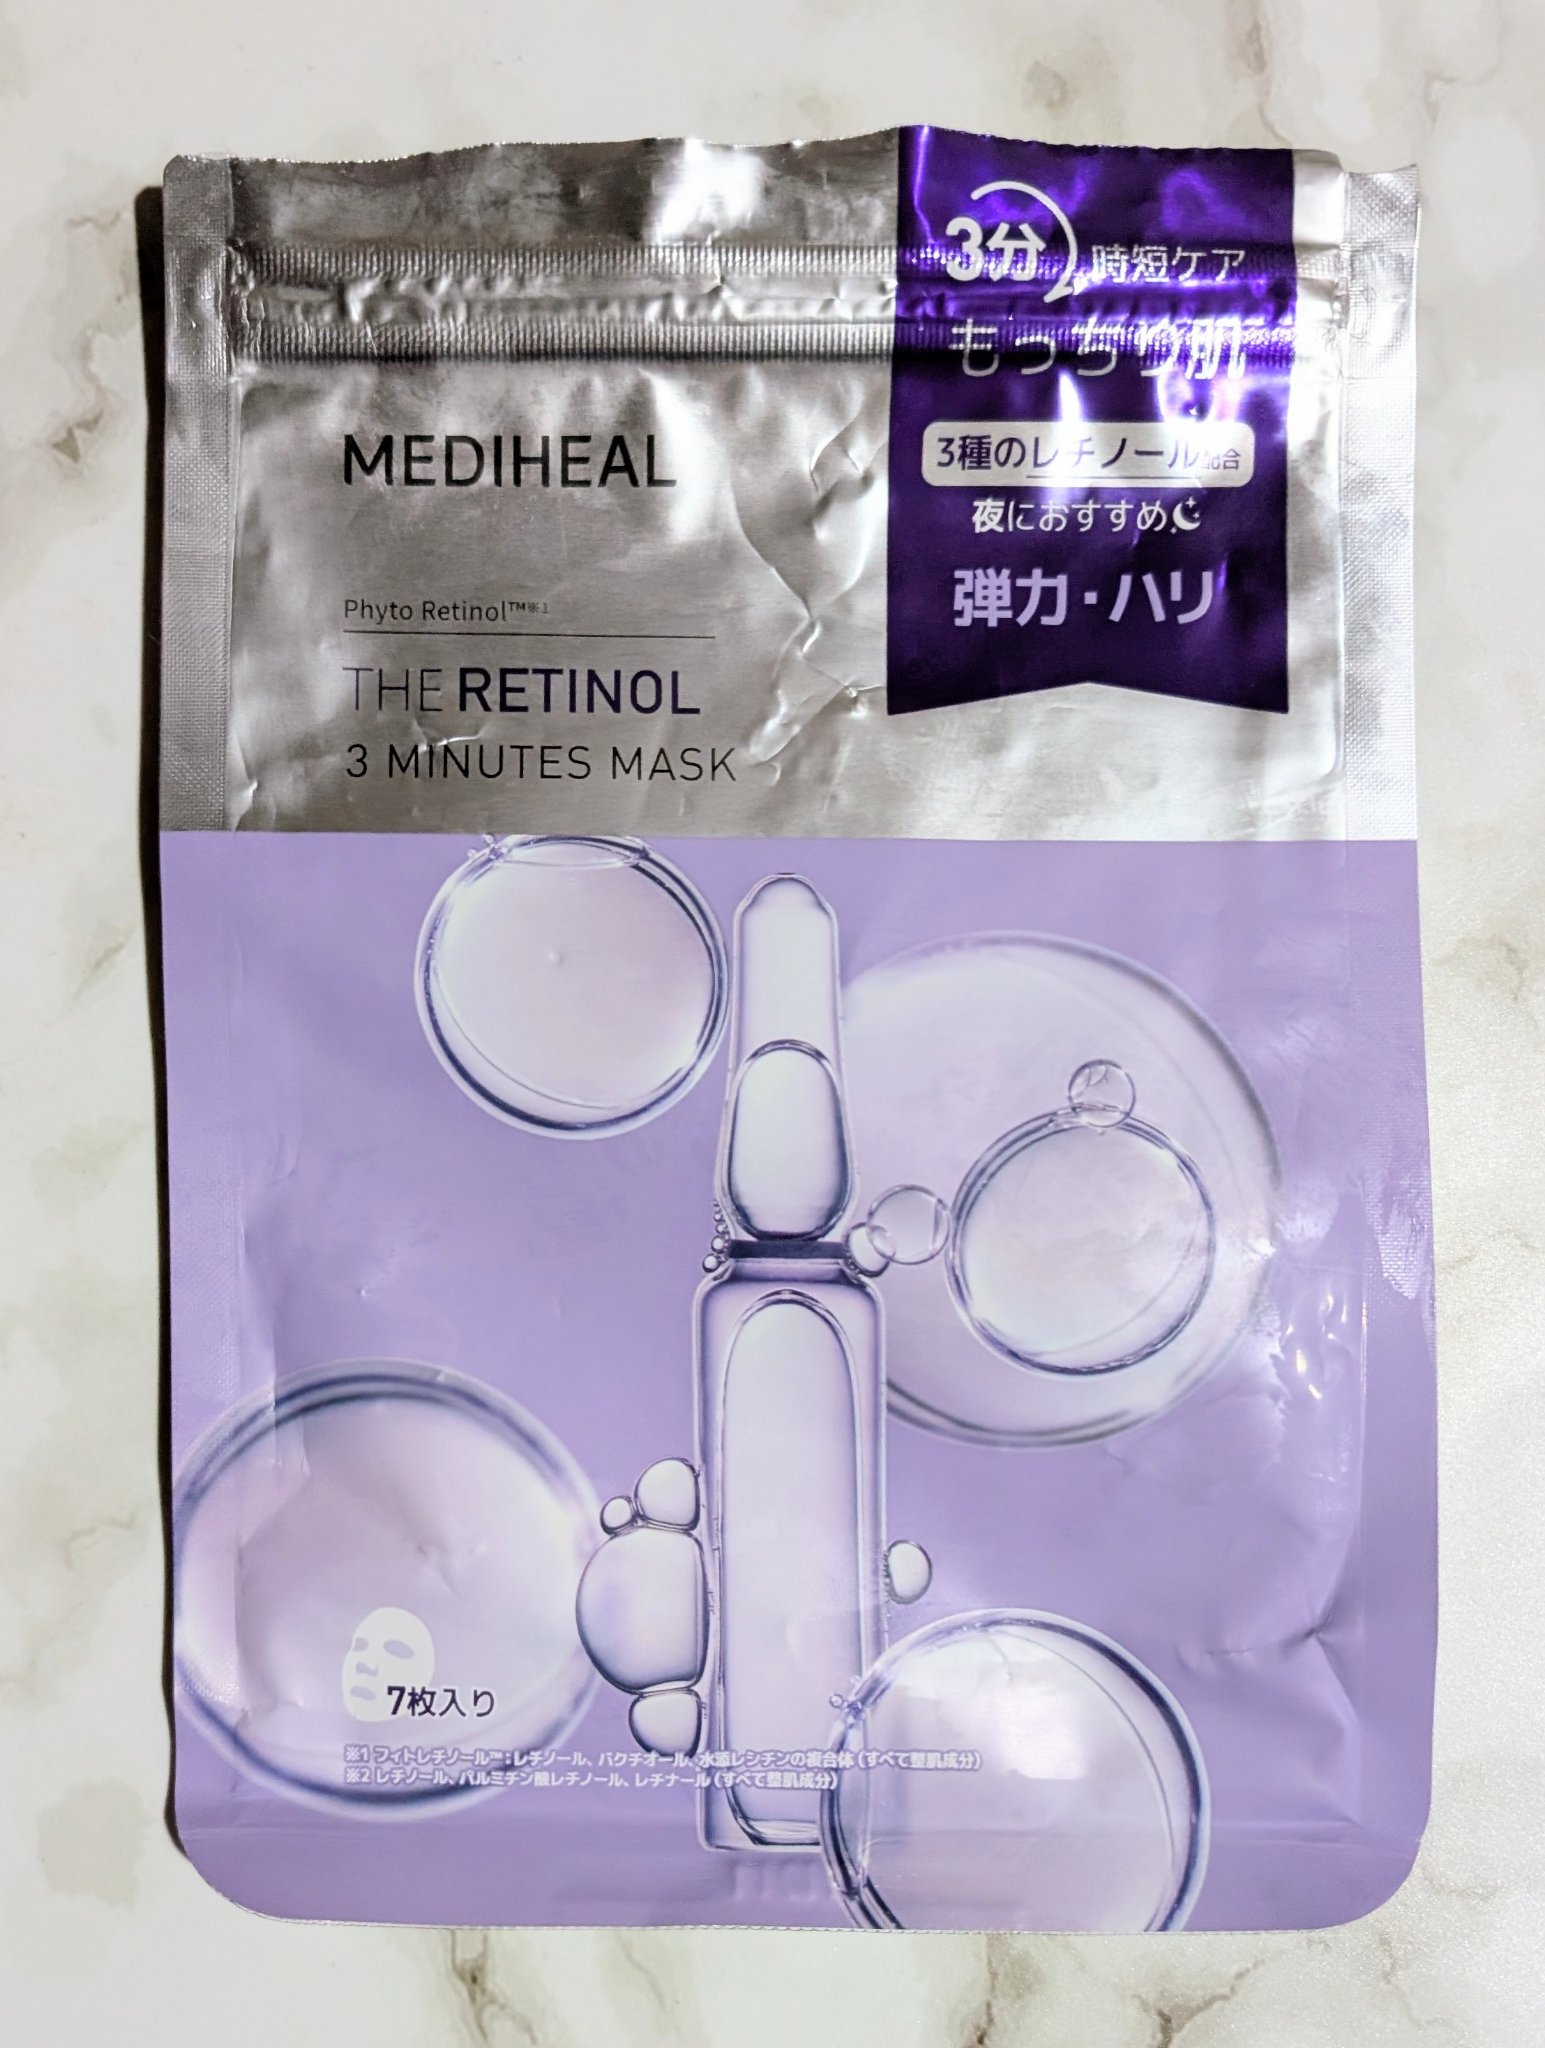 3分 時短ケア
もっちり肌
3種のレチノール配合
夜におすすめ
弾力・ハリ
MEDIHEAL
Phyto Retinol™※1
THE RETINOL
3 MINUTES MASK
7枚入り
※1 フィトレチノール™：レチノール、バクチオール、水添レシチンの複合体（すべて整肌成分）
※2 レチノール、パルミチン酸レチノール、レチナール（すべて整肌成分）